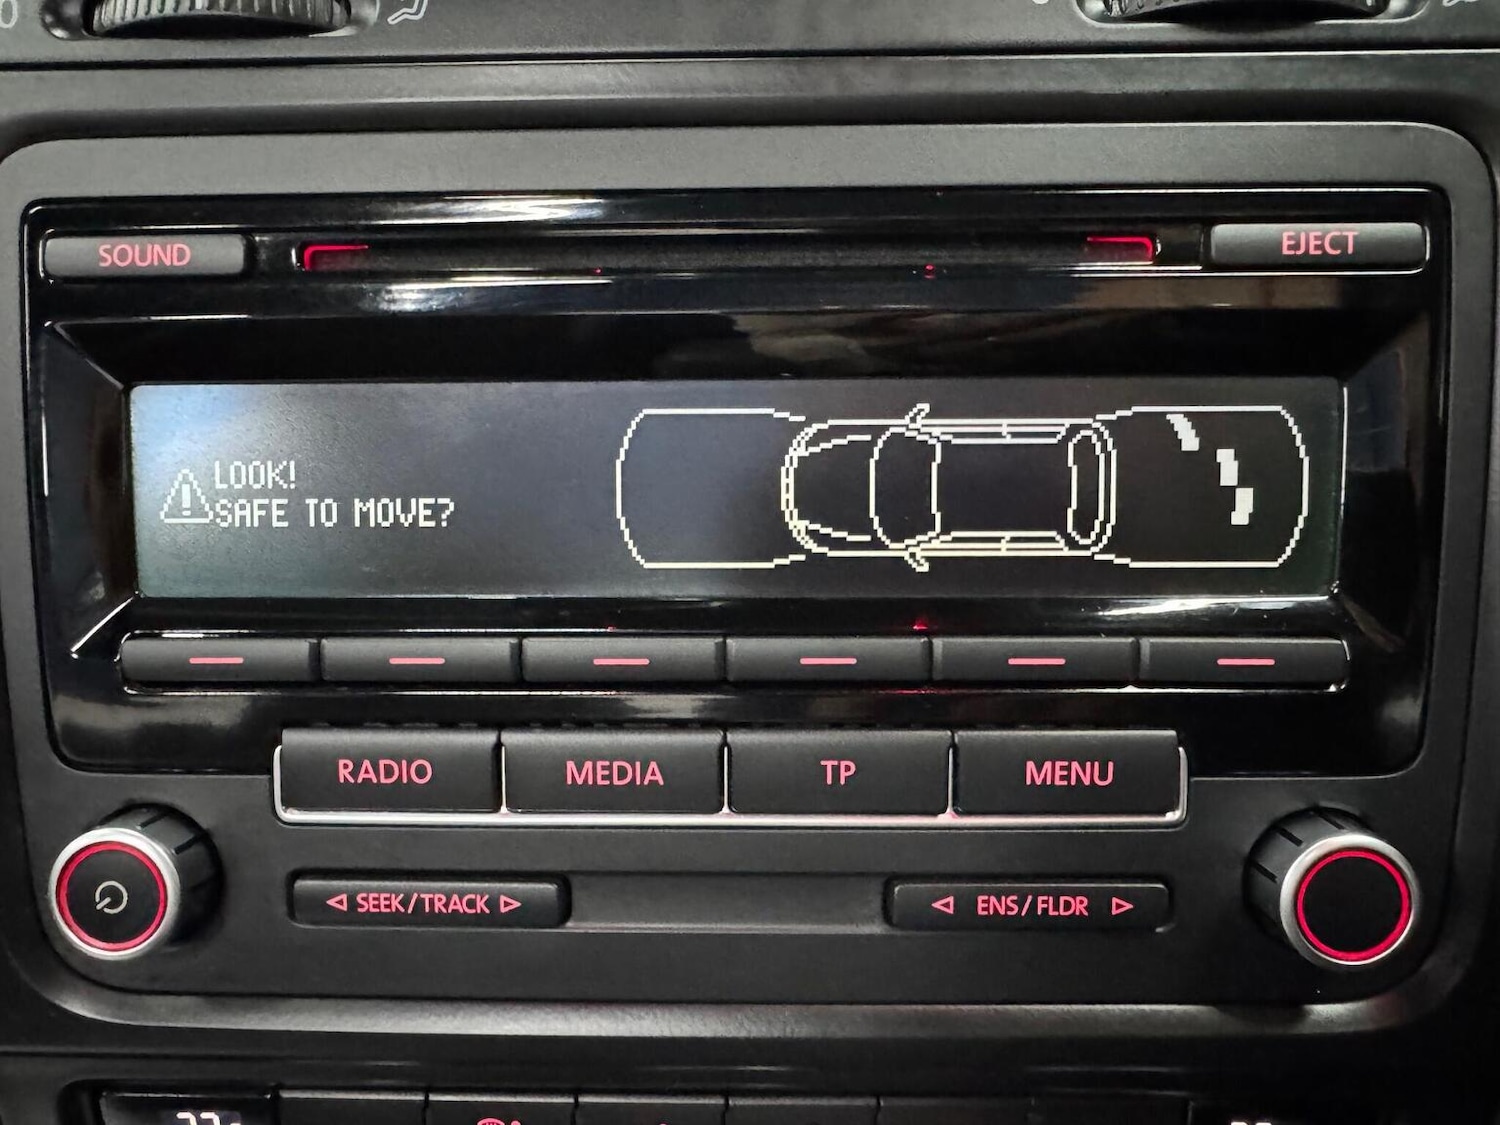 SOUND
EJECT
LOOK!
SAFE TO MOVE?
RADIO
MEDIA
TP
MENU
◁ SEEK/TRACK ▷
◁ ENS/FLDR ▷